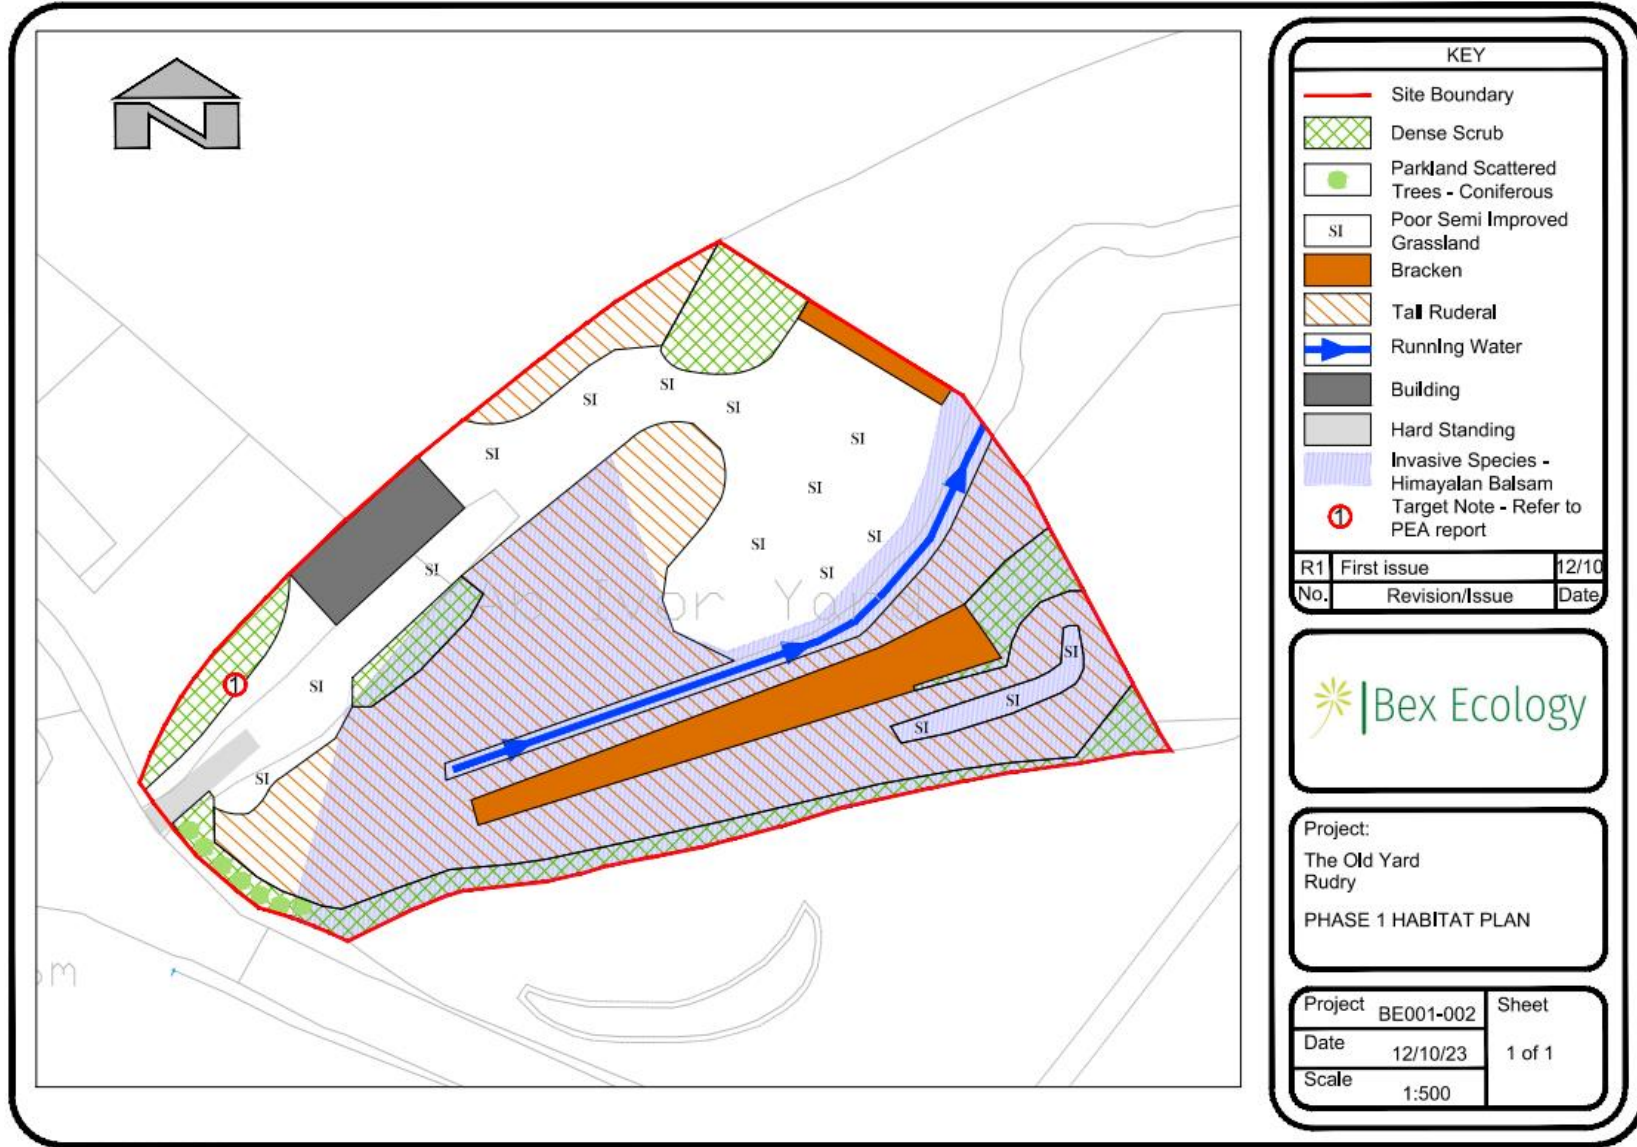 N
SI
SI
SI
SI
SI
SI
SI
SI
SI
SI
Yard
SI
1
SI
SI
SI
SI
SI
KEY
Site Boundary
Dense Scrub
Parkland Scattered
Trees - Coniferous
SI
Poor Semi Improved
Grassland
Bracken
Tall Ruderal
Running Water
Building
Hard Standing
Invasive Species -
Himayalan Balsam
1
Target Note - Refer to
PEA report
R1 First issue 12/10
No. Revision/Issue Date
Bex Ecology
Project:
The Old Yard
Rudry
PHASE 1 HABITAT PLAN
Project BE001-002
Sheet
1 of 1
Date 12/10/23
Scale 1:500